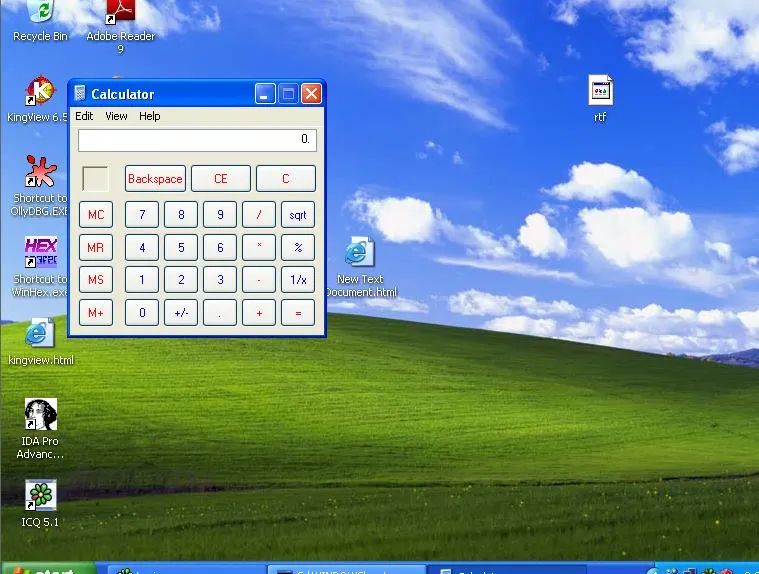 Recycle Bin
Adobe Reader
9
KingView 6.5
Shortcut to
OllyDBG.EXE
Shortcut to
WinHex.exe
kingview.html
IDA Pro
Advanc...
ICQ 5.1
rtf
New Text
Document.html
Calculator
Edit View Help
0.
Backspace CE C
MC 7 8 9 / sqrt
MR 4 5 6 * %
MS 1 2 3 - 1/x
M+ 0 +/- . + =
start